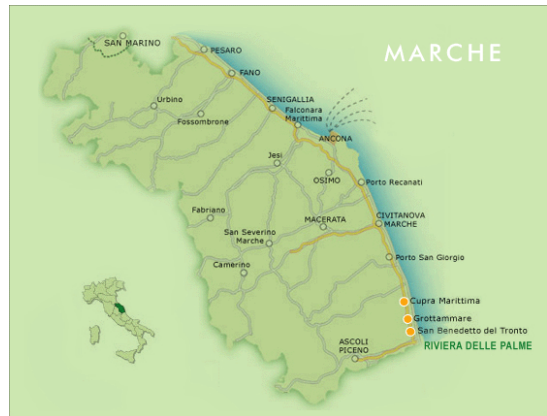 MARCHE
SAN MARINO
PESARO
FANO
SENIGALLIA
Urbino
Fossombrone
Falconara
Marittima
ANCONA
Jesi
OSIMO
Porto Recanati
Fabriano
MACERATA
CIVITANOVA
MARCHE
San Severino
Marche
Camerino
Porto San Giorgio
Cupra Marittima
Grottammare
San Benedetto del Tronto
RIVIERA DELLE PALME
ASCOLI
PICENO